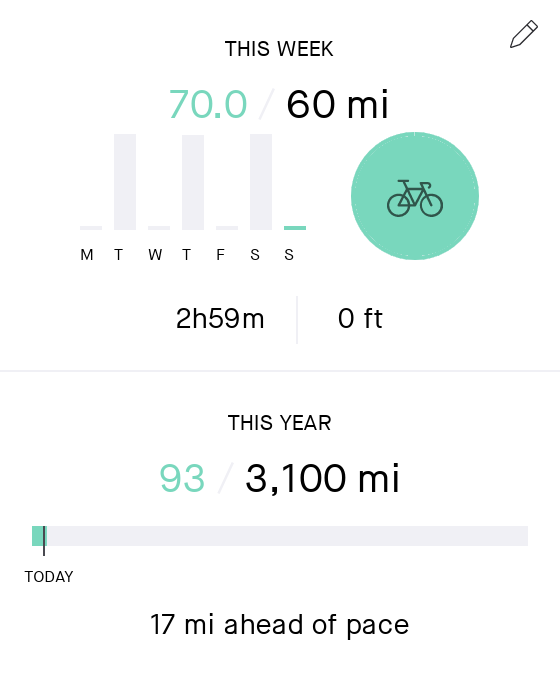 THIS WEEK
70.0 / 60 mi
M T W T F S S
2h59m 0 ft
THIS YEAR
93 / 3,100 mi
TODAY
17 mi ahead of pace